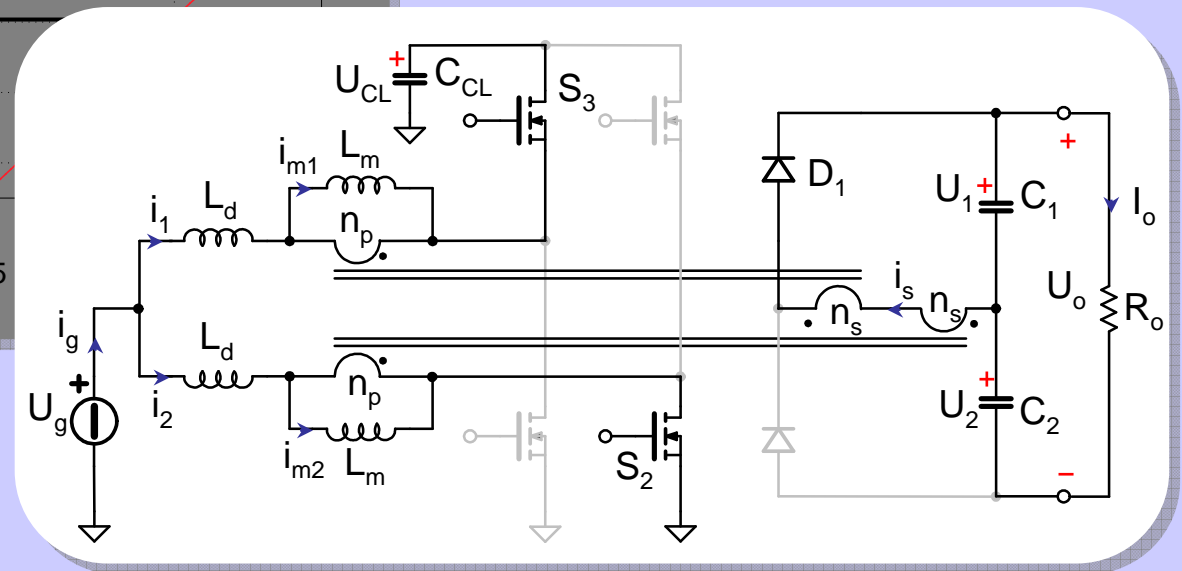 +
U_CL
C_CL
S_3
i_m1
L_m
D_1
U_1
+
C_1
+
I_o
i_1
L_d
n_p
5
i_s
n_s
n_s
U_o
R_o
i_g
L_d
n_p
+
U_g
i_2
U_2
+
C_2
i_m2
L_m
S_2
−